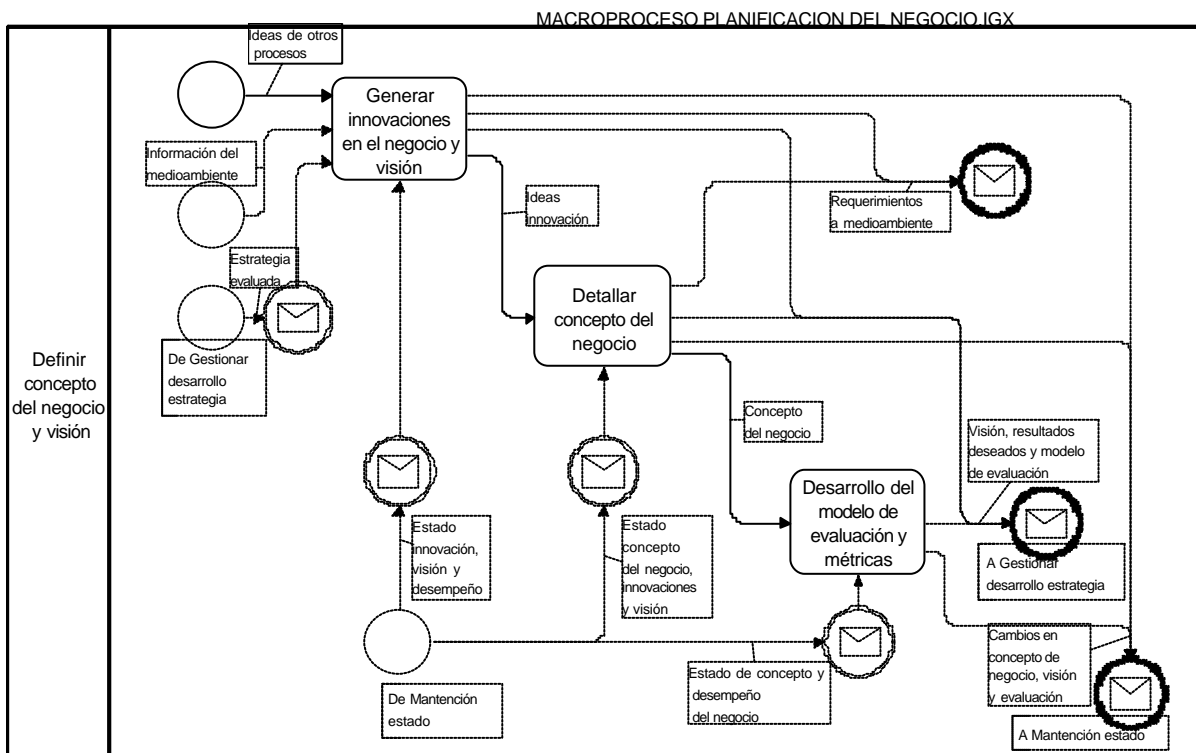 MACROPROCESO PLANIFICACION DEL NEGOCIO.IGX
Ideas de otros
procesos
Generar
innovaciones
en el negocio y
visión
Información del
medioambiente
Ideas
innovación
Requerimientos
a medioambiente
Estrategia
evaluada
De Gestionar
desarrollo
estrategia
Detallar
concepto del
negocio
Definir
concepto
del negocio
y visión
Concepto
del negocio
Visión, resultados
deseados y modelo
de evaluación
Desarrollo del
modelo de
evaluación y
métricas
A Gestionar
desarrollo estrategia
Estado
innovación,
visión y
desempeño
Estado
concepto
del negocio,
innovaciones
y visión
De Mantención
estado
Estado de concepto y
desempeño
del negocio
Cambios en
concepto de
negocio, visión
y evaluación
A Mantención estado